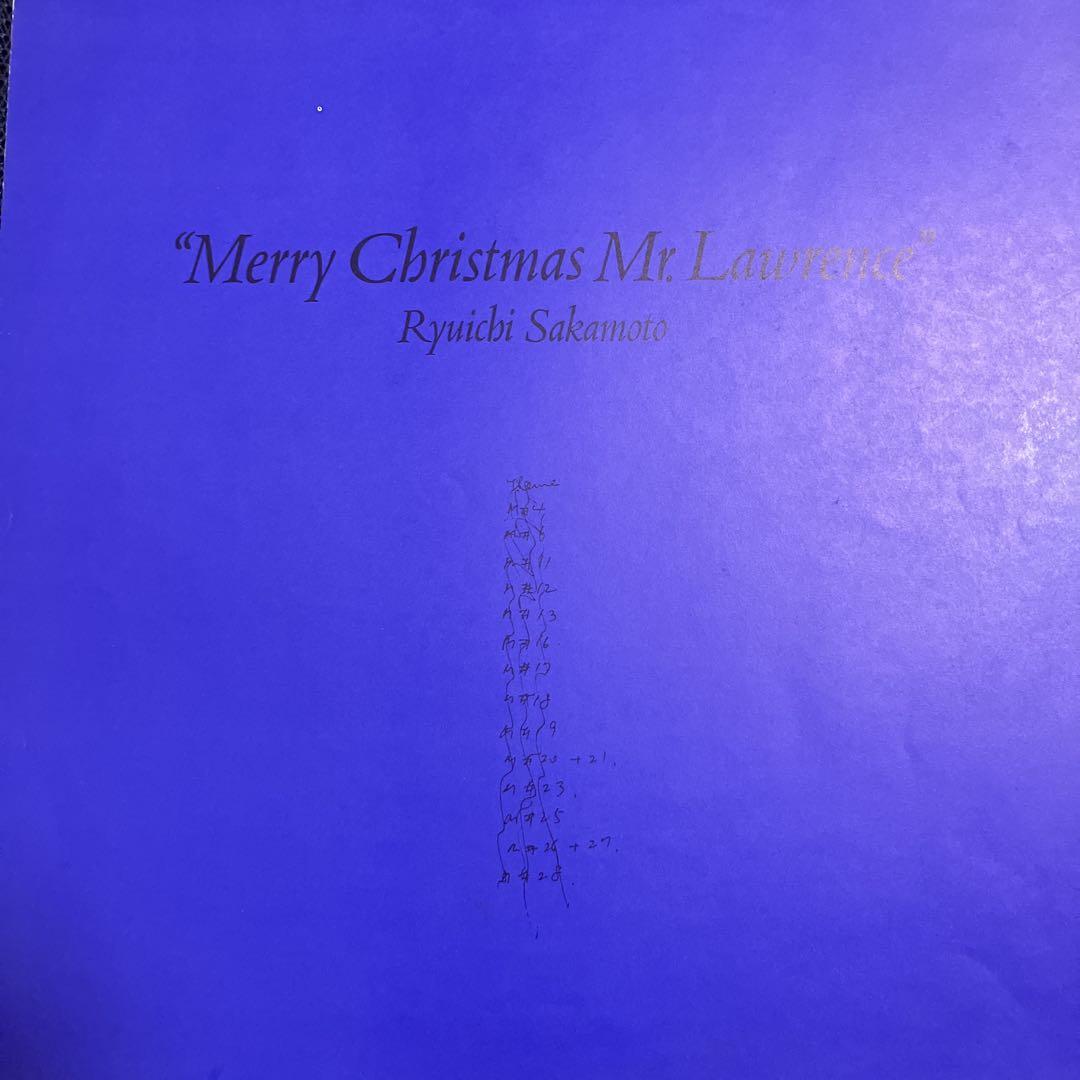 “Merry Christmas Mr. Lawrence”
Ryuichi Sakamoto
Theme
M#4
M#6
M#11
M#12
M#13
M#16.
M#17
M#18
M#19
M#20 + 21.
M#23.
M#25
M#26 + 27.
M#28.